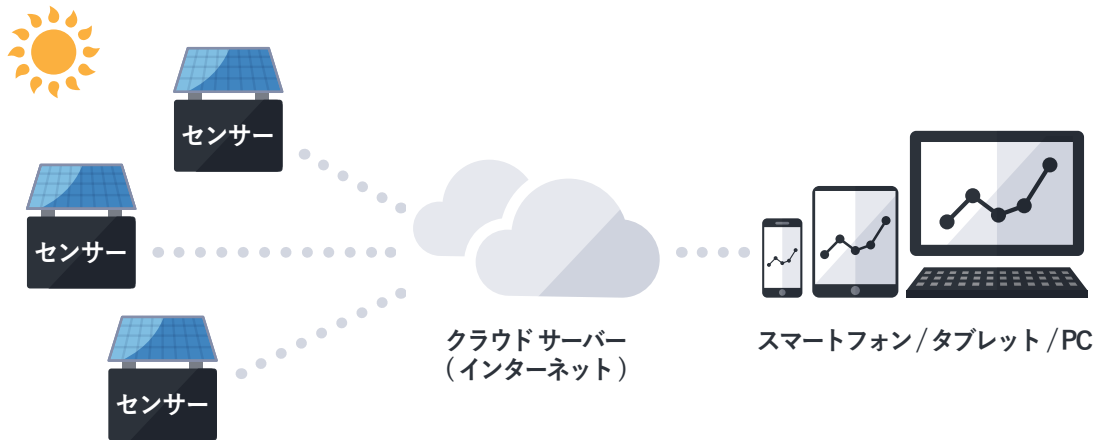 センサー
センサー
センサー
クラウド サーバー
( インターネット )
スマートフォン / タブレット / PC